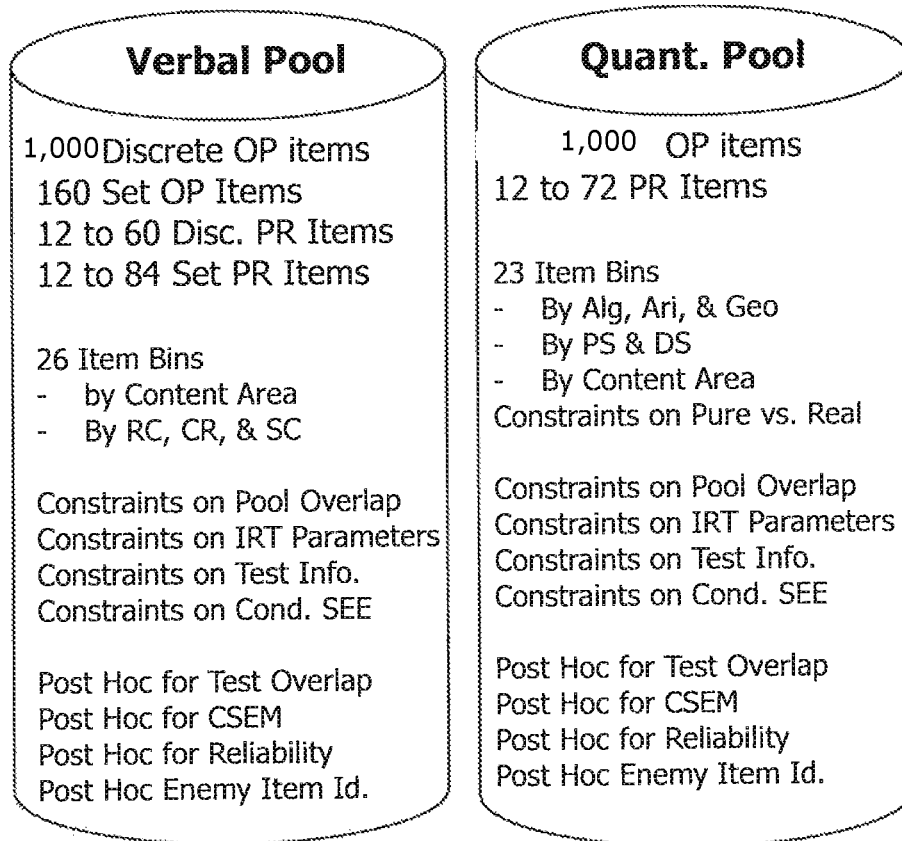 Verbal Pool
1,000 Discrete OP items
160 Set OP Items
12 to 60 Disc. PR Items
12 to 84 Set PR Items
26 Item Bins
- by Content Area
- By RC, CR, & SC
Constraints on Pool Overlap
Constraints on IRT Parameters
Constraints on Test Info.
Constraints on Cond. SEE
Post Hoc for Test Overlap
Post Hoc for CSEM
Post Hoc for Reliability
Post Hoc Enemy Item Id.
Quant. Pool
1,000 OP items
12 to 72 PR Items
23 Item Bins
- By Alg, Ari, & Geo
- By PS & DS
- By Content Area
Constraints on Pure vs. Real
Constraints on Pool Overlap
Constraints on IRT Parameters
Constraints on Test Info.
Constraints on Cond. SEE
Post Hoc for Test Overlap
Post Hoc for CSEM
Post Hoc for Reliability
Post Hoc Enemy Item Id.